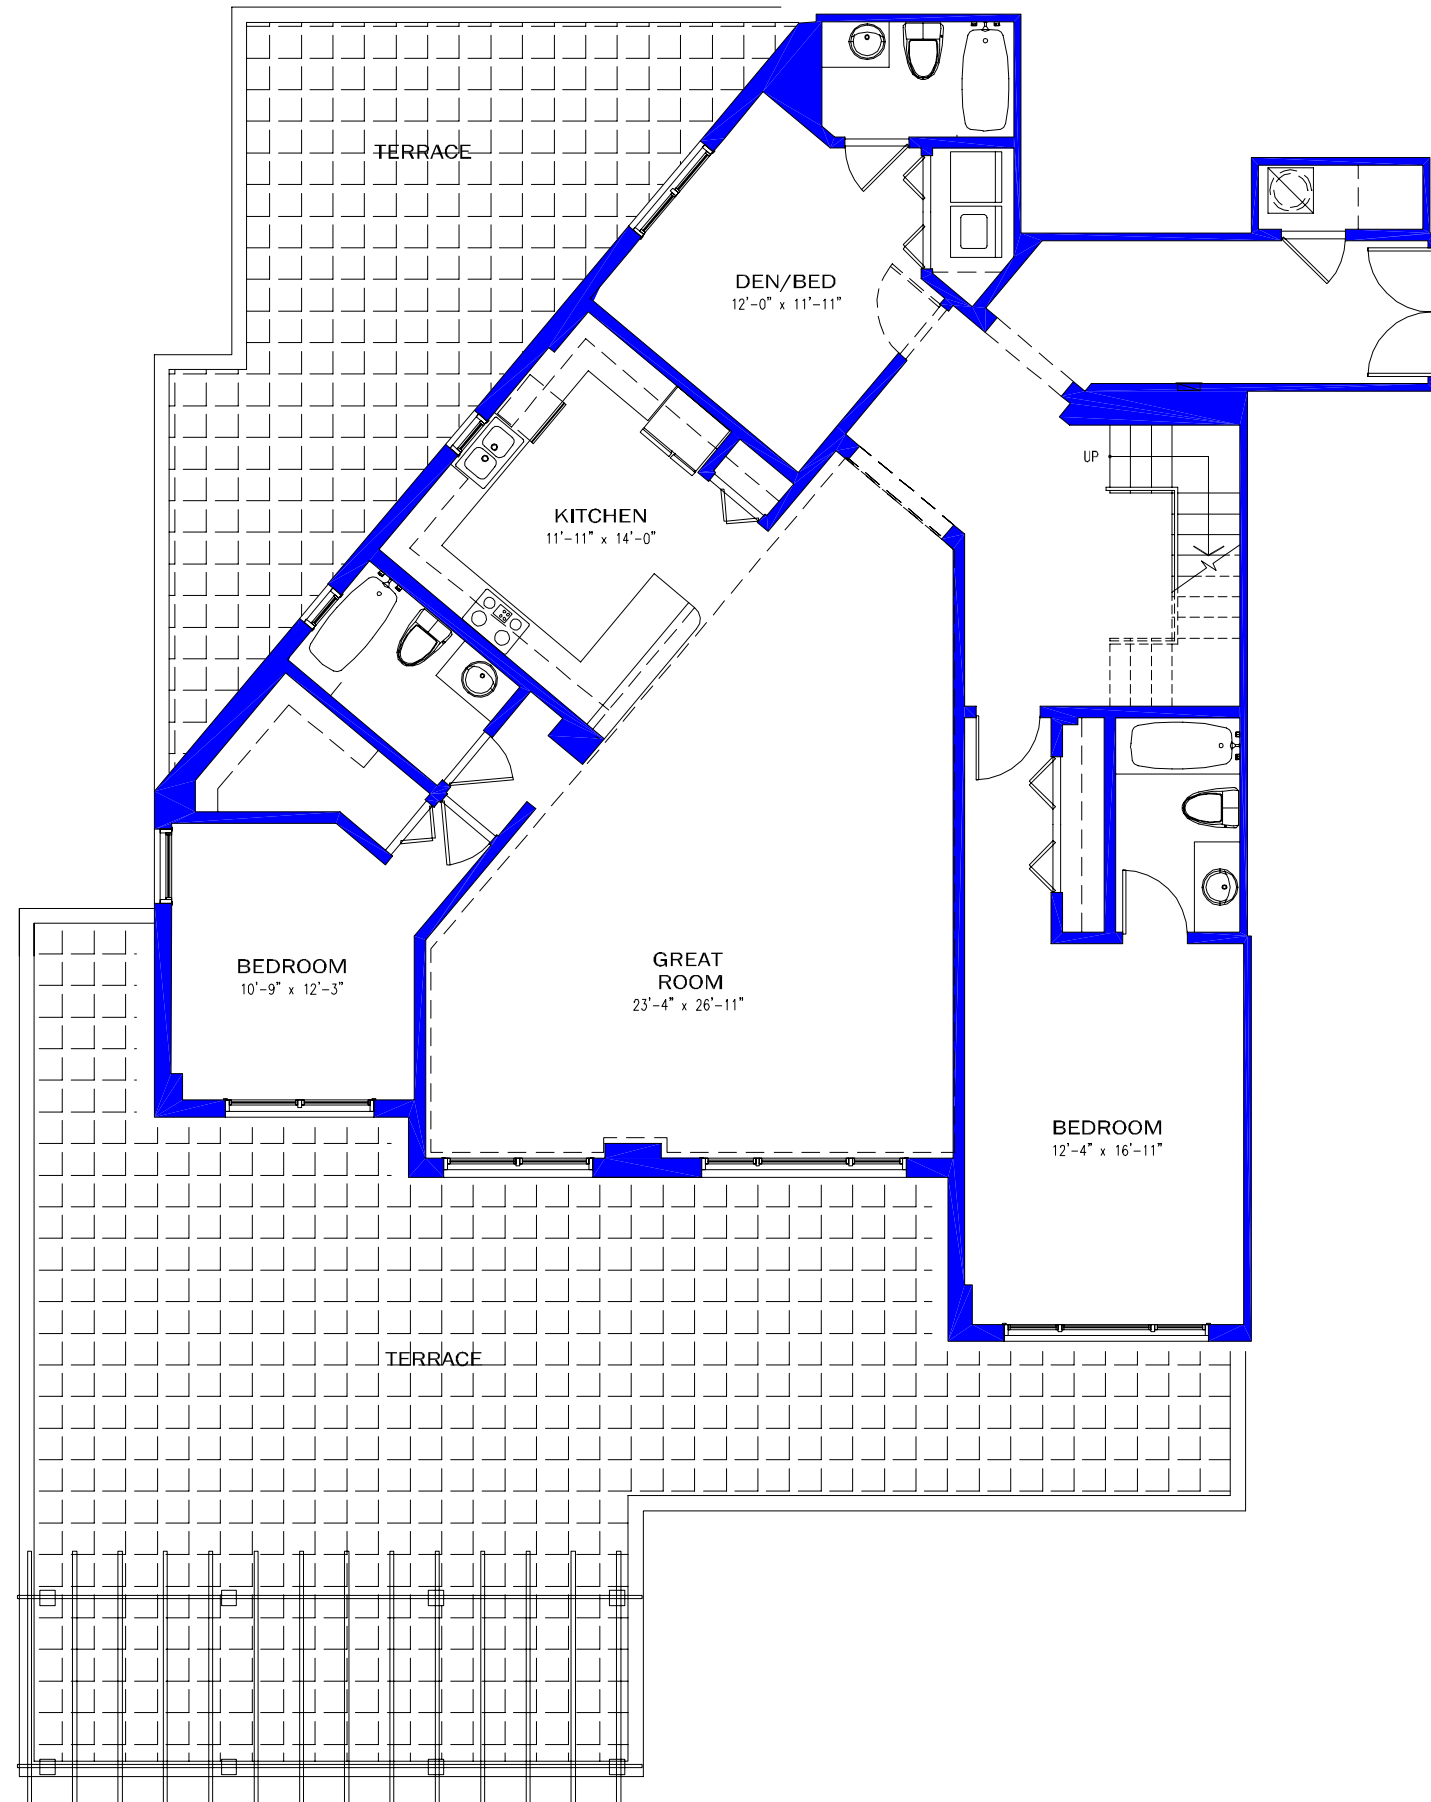 TERRACE
DEN/BED
12'-0" x 11'-11"
UP
KITCHEN
11'-11" x 14'-0"
BEDROOM
10'-9" x 12'-3"
GREAT
ROOM
23'-4" x 26'-11"
BEDROOM
12'-4" x 16'-11"
TERRACE